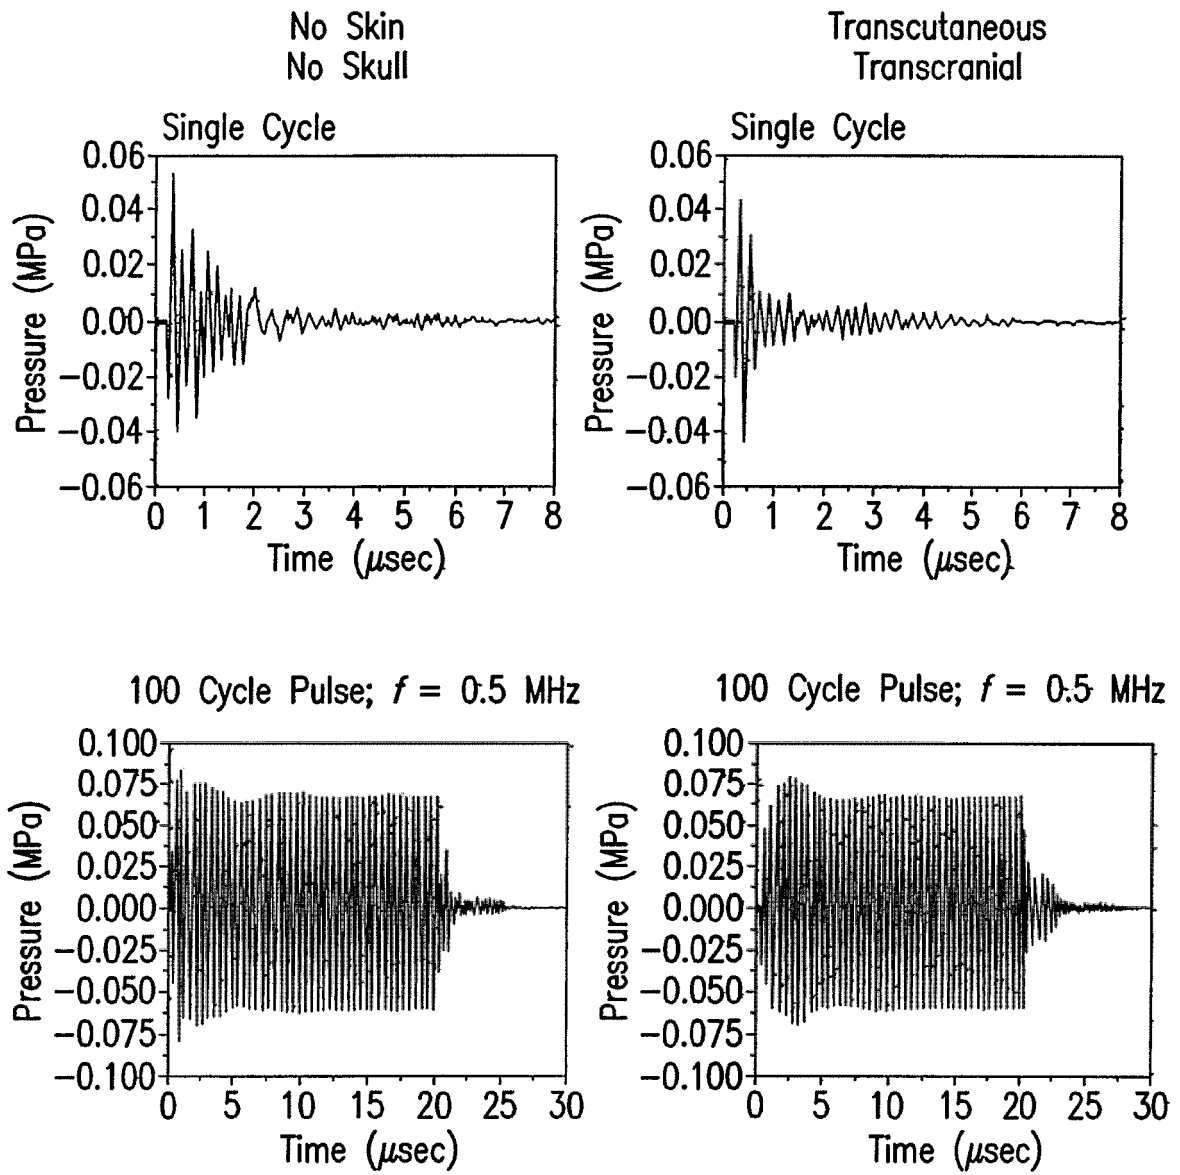 No Skin
No Skull
Transcutaneous
Transcranial
Single Cycle
0.06
0.04
0.02
0.00
−0.02
−0.04
−0.06
Pressure (MPa)
0 1 2 3 4 5 6 7 8
Time (μsec)
Single Cycle
0.06
0.04
0.02
0.00
−0.02
−0.04
−0.06
Pressure (MPa)
0 1 2 3 4 5 6 7 8
Time (μsec)
100 Cycle Pulse; f = 0.5 MHz
0.100
0.075
0.050
0.025
0.000
−0.025
−0.050
−0.075
−0.100
Pressure (MPa)
0 5 10 15 20 25 30
Time (μsec)
100 Cycle Pulse; f = 0.5 MHz
0.100
0.075
0.050
0.025
0.000
−0.025
−0.050
−0.075
−0.100
Pressure (MPa)
0 5 10 15 20 25 30
Time (μsec)